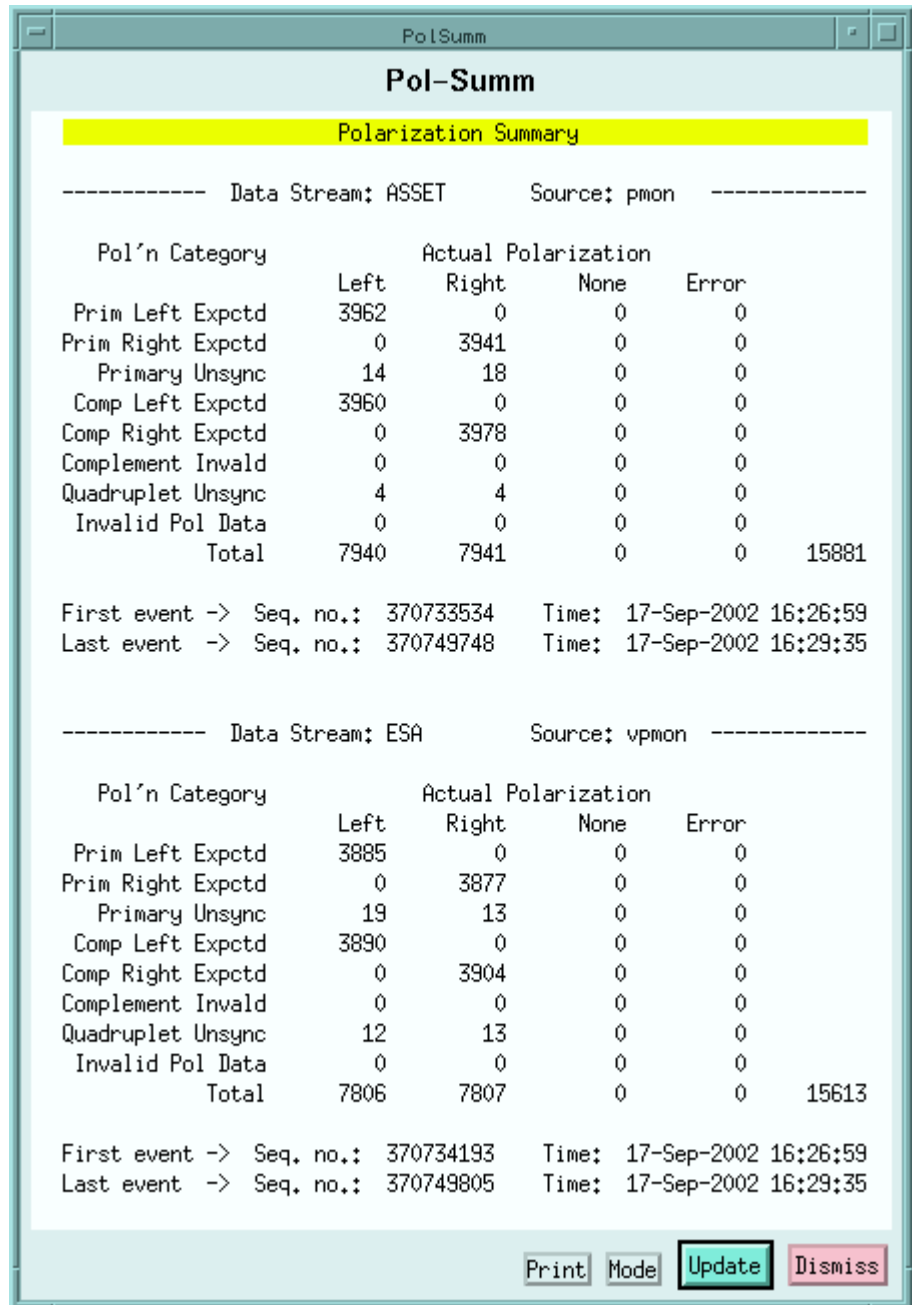 PolSumm
Pol-Summ
Polarization Summary
------------ Data Stream: ASSET Source: pmon -------------
Pol'n Category Actual Polarization
Left Right None Error
Prim Left Expctd 3962 0 0 0
Prim Right Expctd 0 3941 0 0
Primary Unsync 14 18 0 0
Comp Left Expctd 3960 0 0 0
Comp Right Expctd 0 3978 0 0
Complement Invald 0 0 0 0
Quadruplet Unsync 4 4 0 0
Invalid Pol Data 0 0 0 0
Total 7940 7941 0 0 15881
First event -> Seq. no.: 370733534 Time: 17-Sep-2002 16:26:59
Last event -> Seq. no.: 370749748 Time: 17-Sep-2002 16:29:35
------------ Data Stream: ESA Source: vpmon -------------
Pol'n Category Actual Polarization
Left Right None Error
Prim Left Expctd 3885 0 0 0
Prim Right Expctd 0 3877 0 0
Primary Unsync 19 13 0 0
Comp Left Expctd 3890 0 0 0
Comp Right Expctd 0 3904 0 0
Complement Invald 0 0 0 0
Quadruplet Unsync 12 13 0 0
Invalid Pol Data 0 0 0 0
Total 7806 7807 0 0 15613
First event -> Seq. no.: 370734193 Time: 17-Sep-2002 16:26:59
Last event -> Seq. no.: 370749805 Time: 17-Sep-2002 16:29:35
Print Mode Update Dismiss